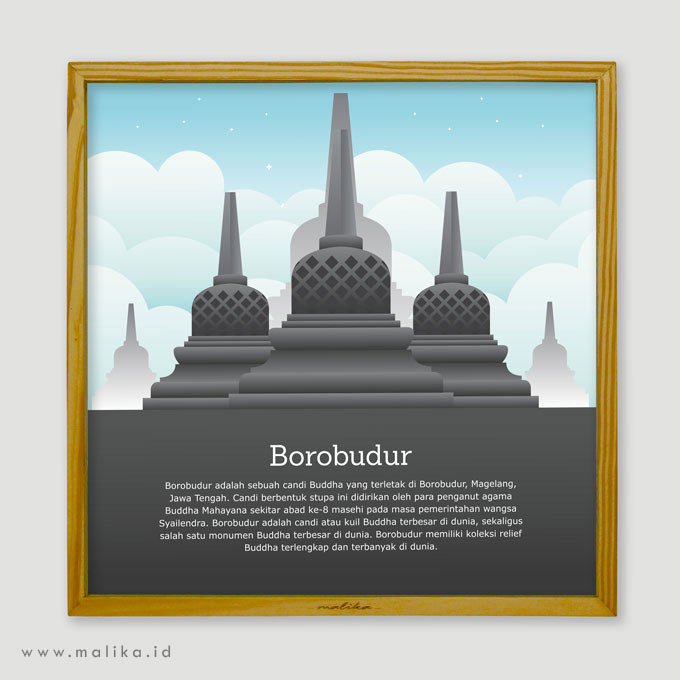 Borobudur
Borobudur adalah sebuah candi Buddha yang terletak di Borobudur, Magelang,
Jawa Tengah. Candi berbentuk stupa ini didirikan oleh para penganut agama
Buddha Mahayana sekitar abad ke-8 masehi pada masa pemerintahan wangsa
Syailendra. Borobudur adalah candi atau kuil Buddha terbesar di dunia, sekaligus
salah satu monumen Buddha terbesar di dunia. Borobudur memiliki koleksi relief
Buddha terlengkap dan terbanyak di dunia.
malika
www.malika.id